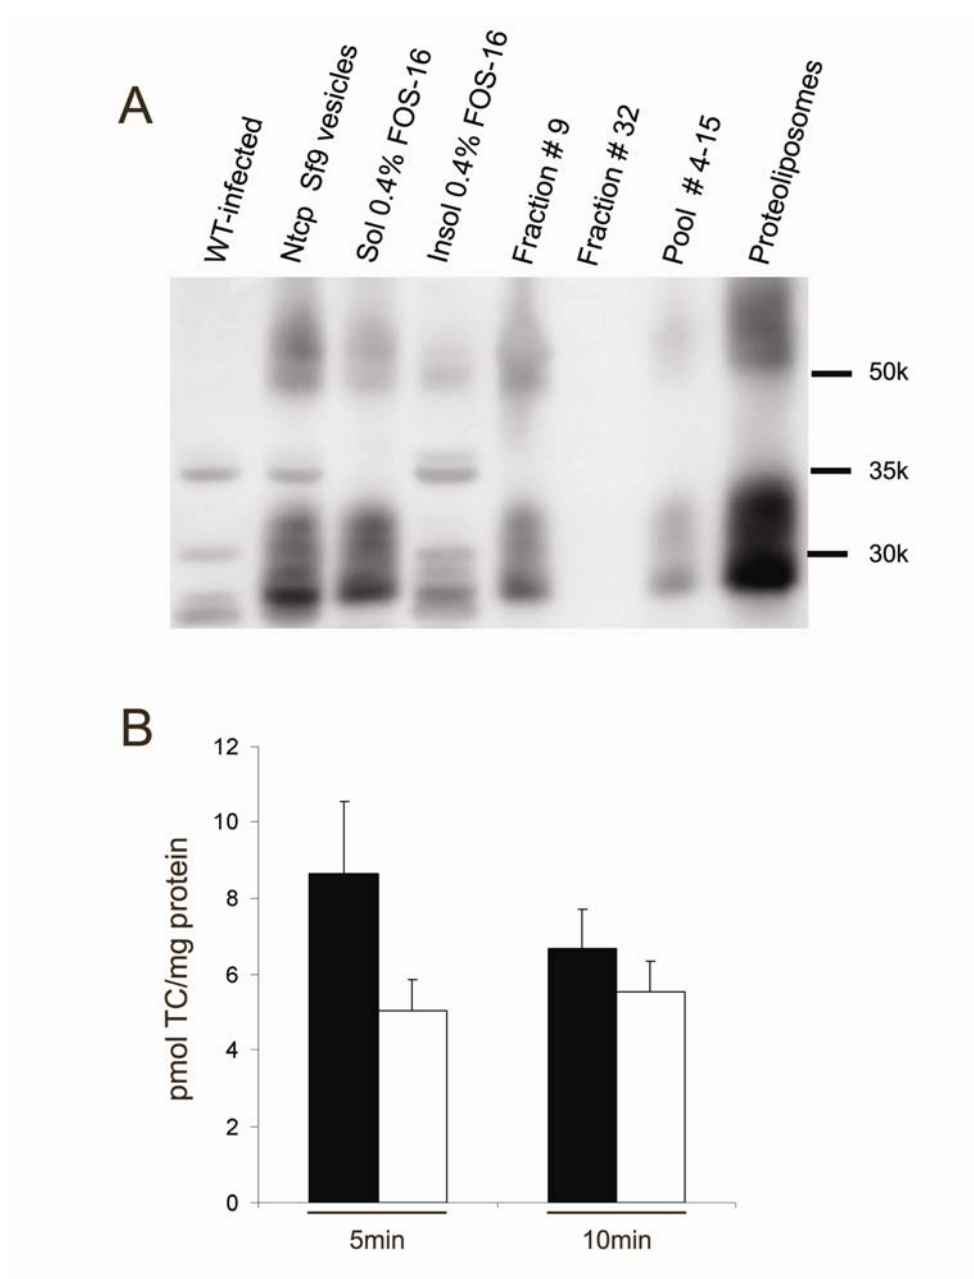 A
WT-infected
Ntcp Sf9 vesicles
Sol 0.4% FOS-16
Insol 0.4% FOS-16
Fraction # 9
Fraction # 32
Pool # 4-15
Proteoliposomes
50k
35k
30k
B
pmol TC/mg protein
12
10
8
6
4
2
0
5min
10min